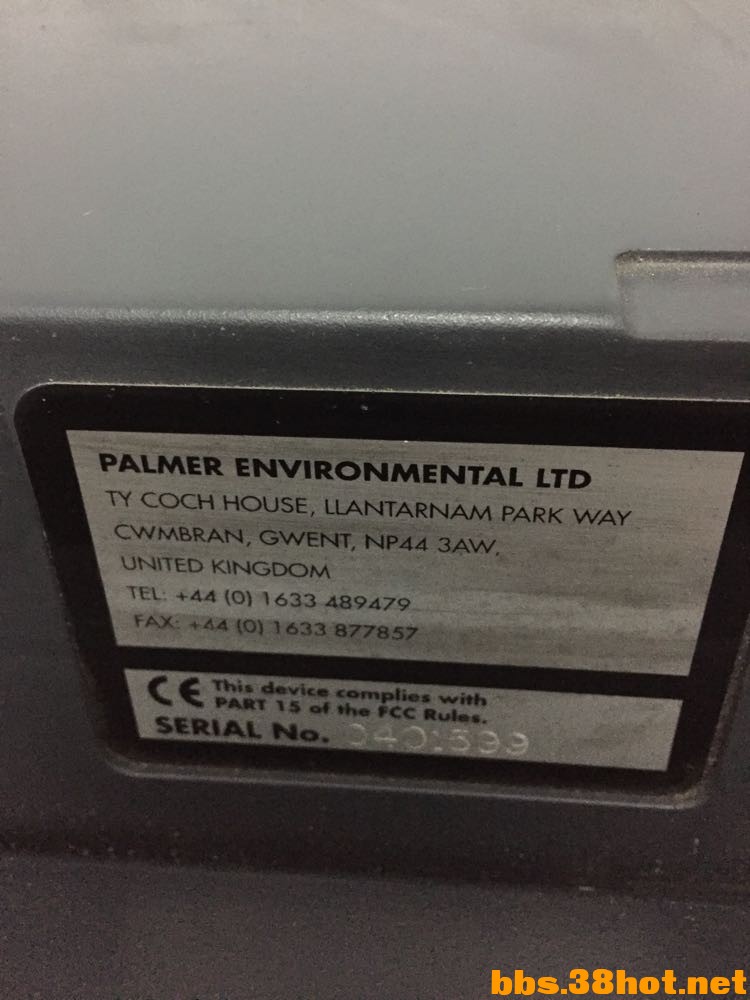 PALMER ENVIRONMENTAL LTD
TY COCH HOUSE, LLANTARNAM PARK WAY
CWMBRAN, GWENT, NP44 3AW,
UNITED KINGDOM
TEL: +44 (0) 1633 489479
FAX: +44 (0) 1633 877857
CE This device complies with
PART 15 of the FCC Rules.
SERIAL No.
bbs.38hot.net